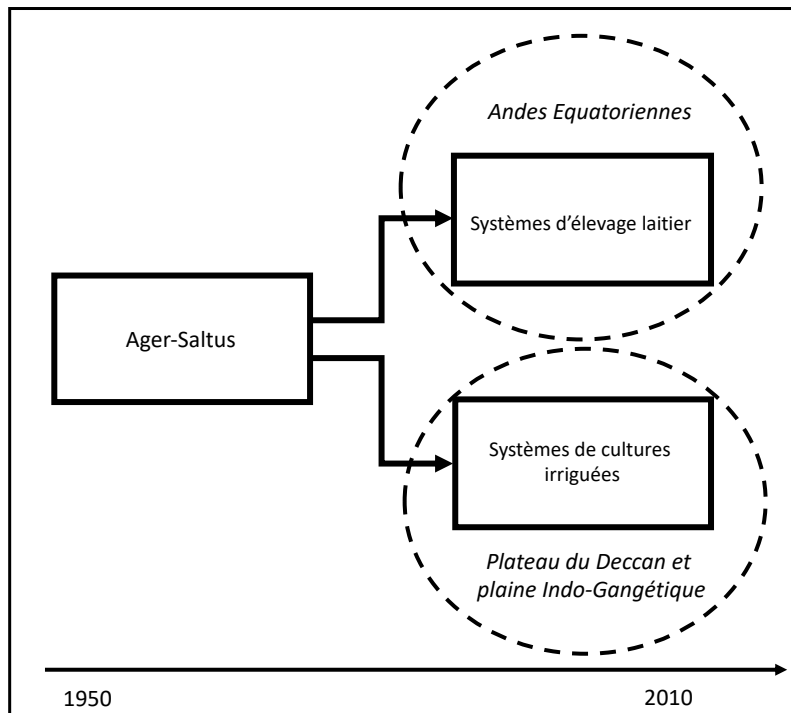 Andes Equatoriennes
Systèmes d'élevage laitier
Ager-Saltus
Systèmes de cultures
irriguées
Plateau du Deccan et
plaine Indo-Gangétique
1950
2010